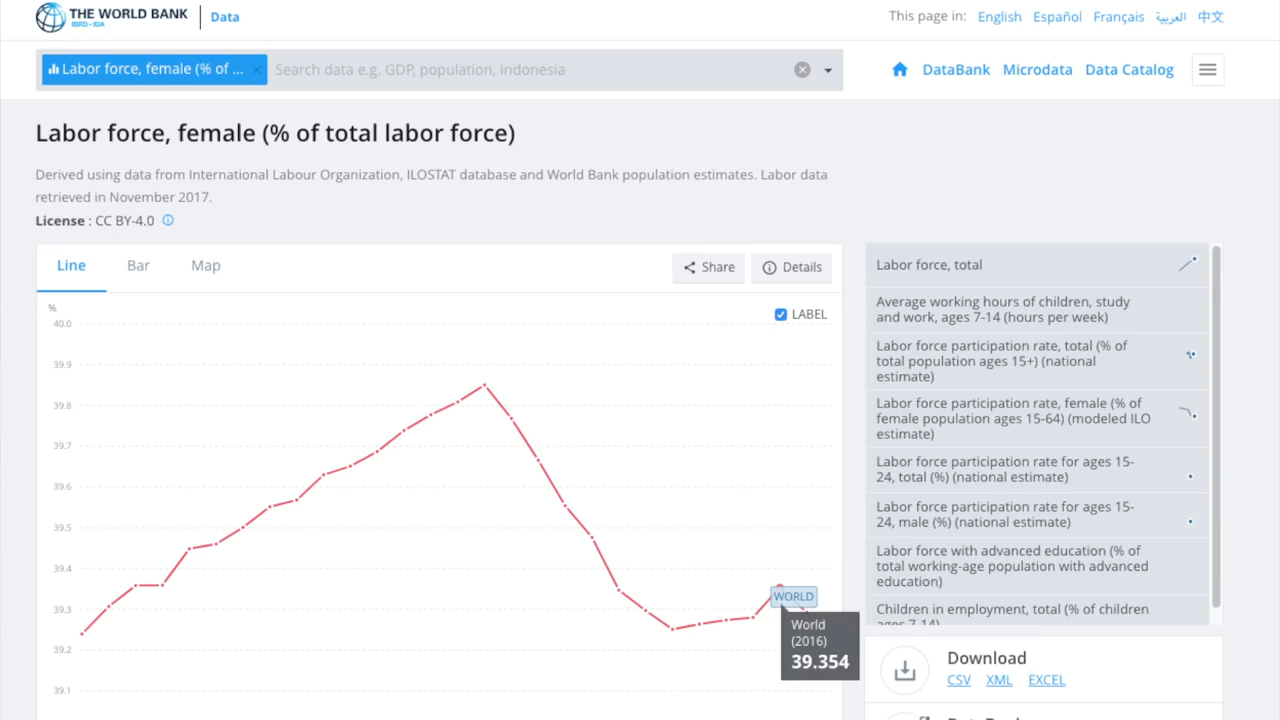 THE WORLD BANK
IBRD • IDA
Data
This page in: English Español Français العربية 中文
Labor force, female (% of ... ×
Search data e.g. GDP, population, Indonesia
DataBank Microdata Data Catalog
Labor force, female (% of total labor force)
Derived using data from International Labour Organization, ILOSTAT database and World Bank population estimates. Labor data
retrieved in November 2017.
License : CC BY-4.0
Line Bar Map
Share Details
%
LABEL
40.0
39.9
39.8
39.7
39.6
39.5
39.4
39.3
39.2
39.1
WORLD
World
(2016)
39.354
Labor force, total
Average working hours of children, study
and work, ages 7-14 (hours per week)
Labor force participation rate, total (% of
total population ages 15+) (national
estimate)
Labor force participation rate, female (% of
female population ages 15-64) (modeled ILO
estimate)
Labor force participation rate for ages 15-
24, total (%) (national estimate)
Labor force participation rate for ages 15-
24, male (%) (national estimate)
Labor force with advanced education (% of
total working-age population with advanced
education)
Children in employment, total (% of children
ages 7-14)
Download
CSV XML EXCEL